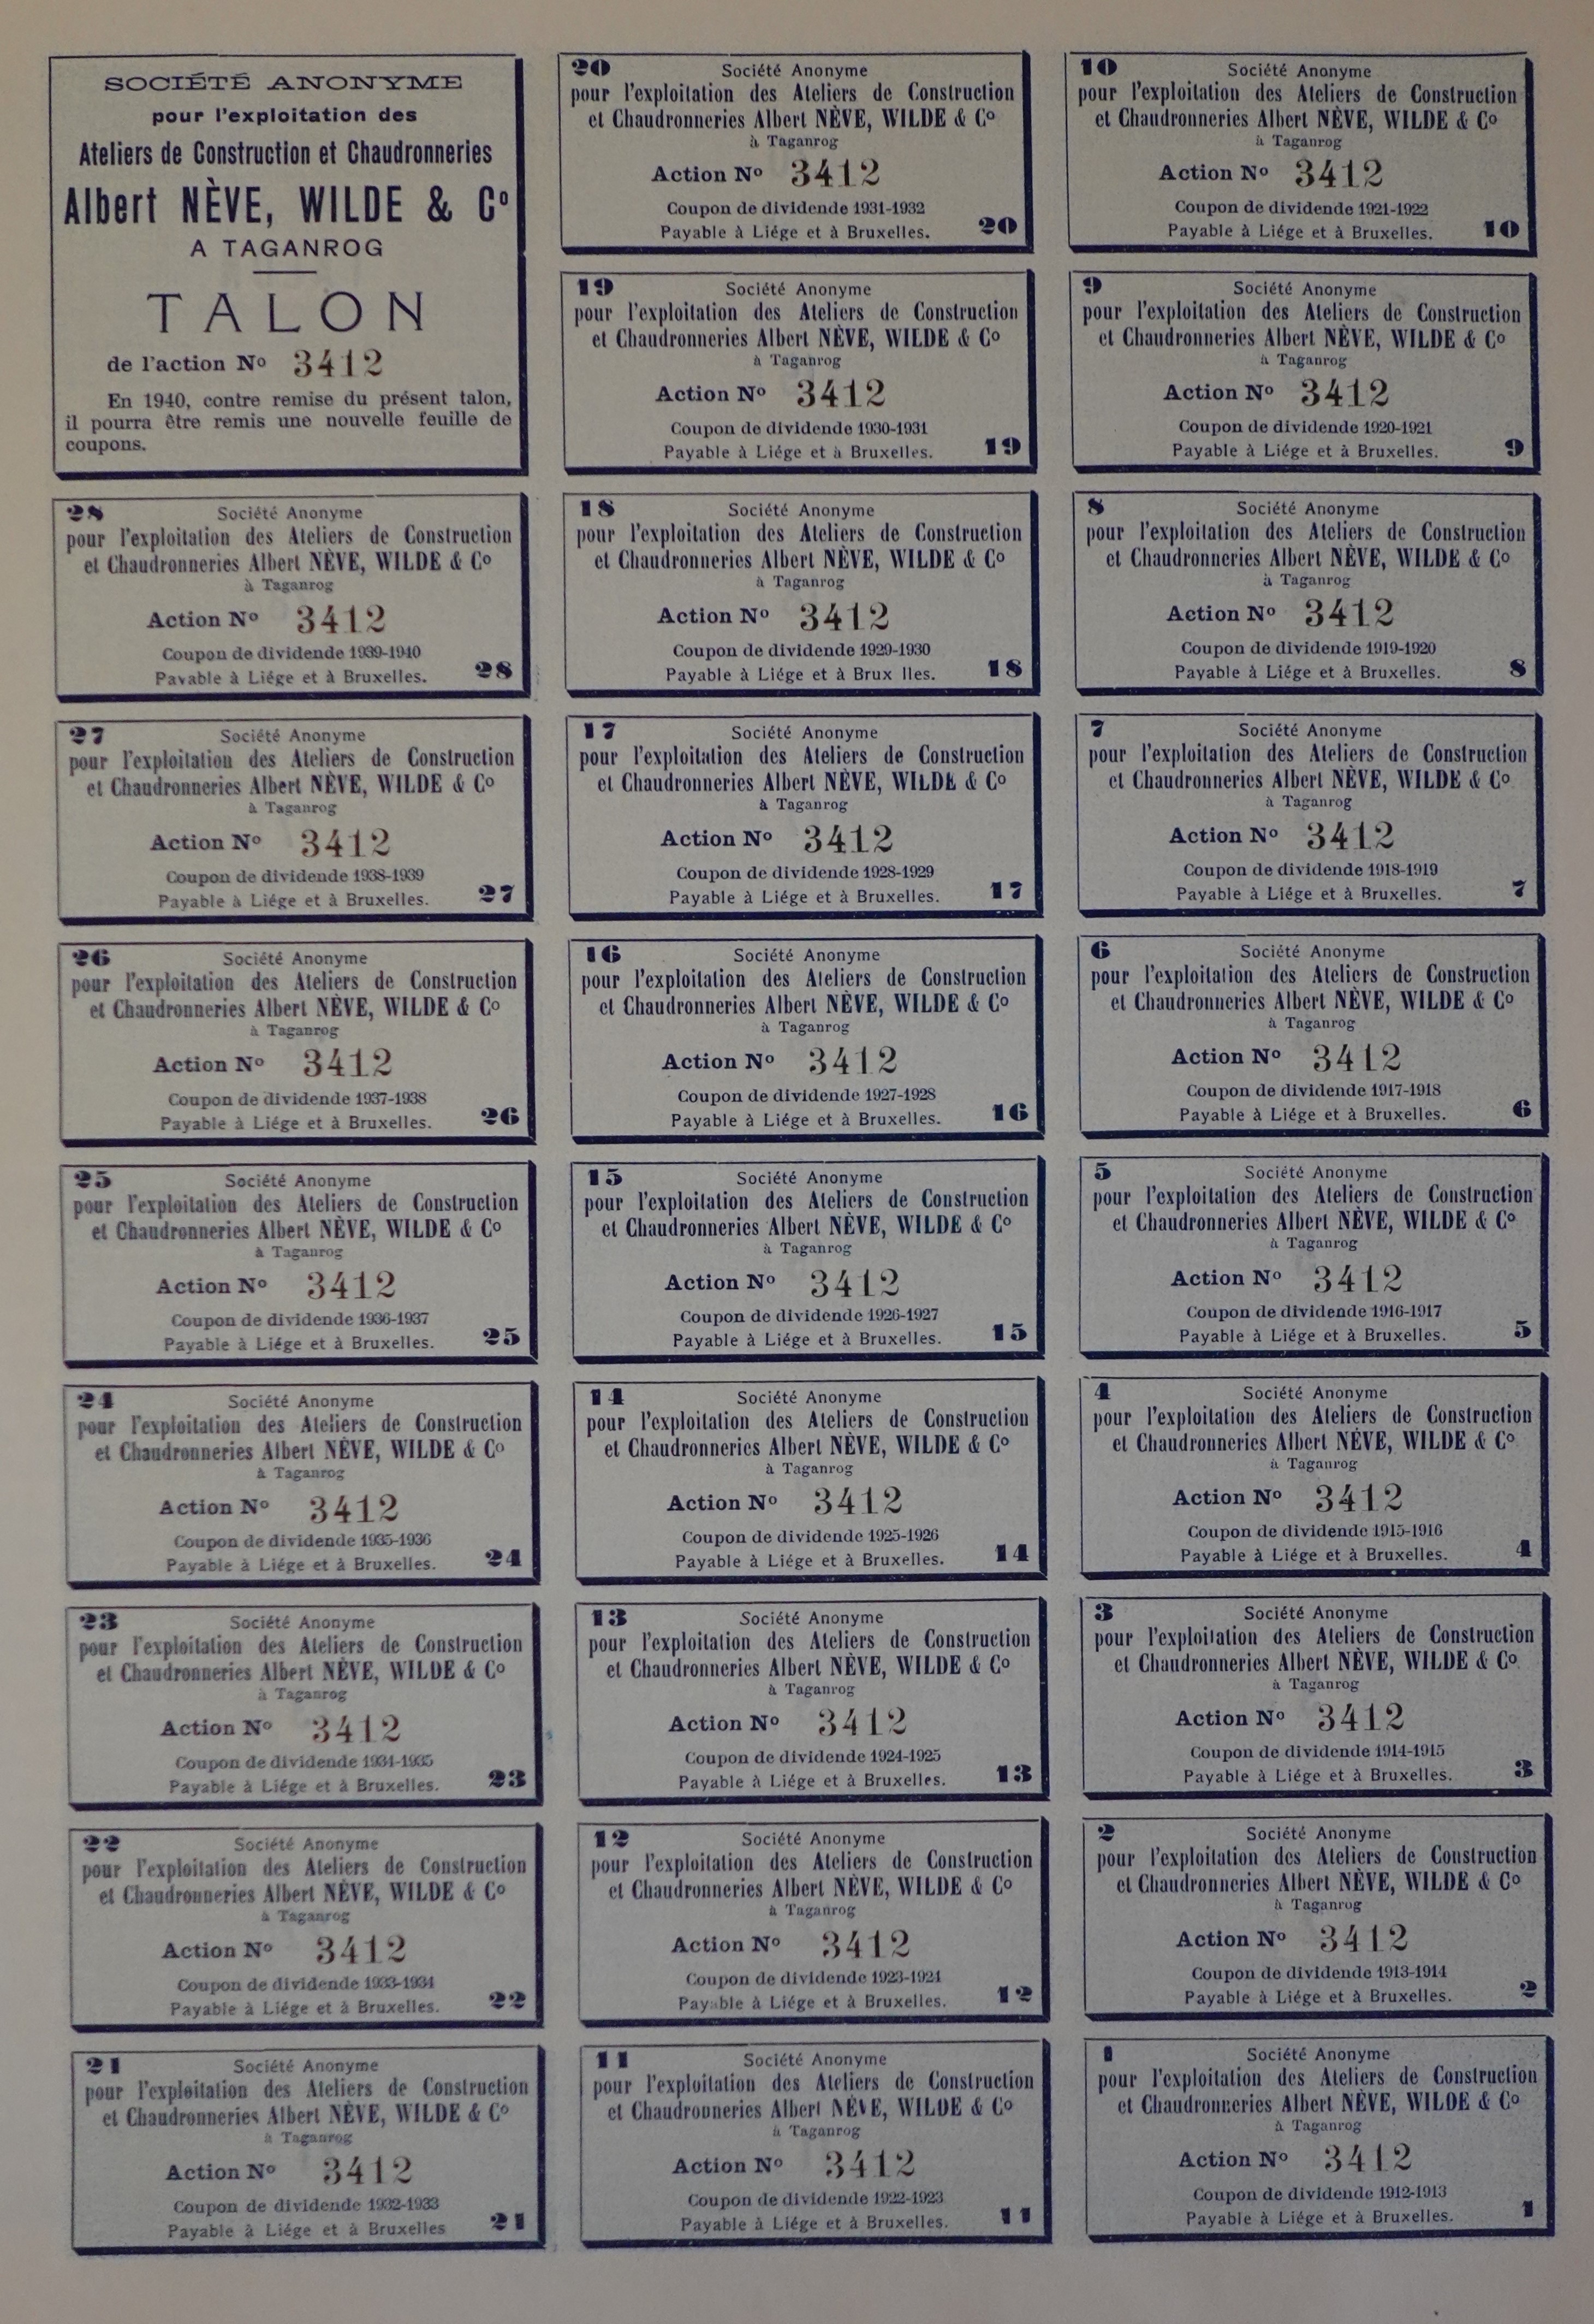 SOCIÉTÉ ANONYME
pour l'exploitation des
Ateliers de Construction et Chaudronneries
Albert NÈVE, WILDE & Cº
A TAGANROG
TALON
de l'action Nº 3412
En 1940, contre remise du présent talon,
il pourra être remis une nouvelle feuille de
coupons.
28 Société Anonyme
pour l'exploitation des Ateliers de Construction
et Chaudronneries Albert NÈVE, WILDE & Cº
à Taganrog
Action Nº 3412
Coupon de dividende 1939-1940
Payable à Liége et à Bruxelles. 28
27 Société Anonyme
pour l'exploitation des Ateliers de Construction
et Chaudronneries Albert NÈVE, WILDE & Cº
à Taganrog
Action Nº 3412
Coupon de dividende 1938-1939
Payable à Liége et à Bruxelles. 27
26 Société Anonyme
pour l'exploitation des Ateliers de Construction
et Chaudronneries Albert NÈVE, WILDE & Cº
à Taganrog
Action Nº 3412
Coupon de dividende 1937-1938
Payable à Liége et à Bruxelles. 26
25 Société Anonyme
pour l'exploitation des Ateliers de Construction
et Chaudronneries Albert NÈVE, WILDE & Cº
à Taganrog
Action Nº 3412
Coupon de dividende 1936-1937
Payable à Liége et à Bruxelles. 25
24 Société Anonyme
pour l'exploitation des Ateliers de Construction
et Chaudronneries Albert NÈVE, WILDE & Cº
à Taganrog
Action Nº 3412
Coupon de dividende 1935-1936
Payable à Liége et à Bruxelles. 24
23 Société Anonyme
pour l'exploitation des Ateliers de Construction
et Chaudronneries Albert NÈVE, WILDE & Cº
à Taganrog
Action Nº 3412
Coupon de dividende 1934-1935
Payable à Liége et à Bruxelles. 23
22 Société Anonyme
pour l'exploitation des Ateliers de Construction
et Chaudronneries Albert NÈVE, WILDE & Cº
à Taganrog
Action Nº 3412
Coupon de dividende 1933-1934
Payable à Liége et à Bruxelles. 22
21 Société Anonyme
pour l'exploitation des Ateliers de Construction
et Chaudronneries Albert NÈVE, WILDE & Cº
à Taganrog
Action Nº 3412
Coupon de dividende 1932-1933
Payable à Liége et à Bruxelles 21
20 Société Anonyme
pour l'exploitation des Ateliers de Construction
et Chaudronneries Albert NÈVE, WILDE & Cº
à Taganrog
Action Nº 3412
Coupon de dividende 1931-1932
Payable à Liége et à Bruxelles. 20
19 Société Anonyme
pour l'exploitation des Ateliers de Construction
et Chaudronneries Albert NÈVE, WILDE & Cº
à Taganrog
Action Nº 3412
Coupon de dividende 1930-1931
Payable à Liége et à Bruxelles. 19
18 Société Anonyme
pour l'exploitation des Ateliers de Construction
et Chaudronneries Albert NÈVE, WILDE & Cº
à Taganrog
Action Nº 3412
Coupon de dividende 1929-1930
Payable à Liége et à Brux lles. 18
17 Société Anonyme
pour l'exploitation des Ateliers de Construction
et Chaudronneries Albert NÈVE, WILDE & Cº
à Taganrog
Action Nº 3412
Coupon de dividende 1928-1929
Payable à Liége et à Bruxelles. 17
16 Société Anonyme
pour l'exploitation des Ateliers de Construction
et Chaudronneries Albert NÈVE, WILDE & Cº
à Taganrog
Action Nº 3412
Coupon de dividende 1927-1928
Payable à Liége et à Bruxelles. 16
15 Société Anonyme
pour l'exploitation des Ateliers de Construction
et Chaudronneries Albert NÈVE, WILDE & Cº
à Taganrog
Action Nº 3412
Coupon de dividende 1926-1927
Payable à Liége et à Bruxelles. 15
14 Société Anonyme
pour l'exploitation des Ateliers de Construction
et Chaudronneries Albert NÈVE, WILDE & Cº
à Taganrog
Action Nº 3412
Coupon de dividende 1925-1926
Payable à Liége et à Bruxelles. 14
13 Société Anonyme
pour l'exploitation des Ateliers de Construction
et Chaudronneries Albert NÈVE, WILDE & Cº
à Taganrog
Action Nº 3412
Coupon de dividende 1924-1925
Payable à Liége et à Bruxelles. 13
12 Société Anonyme
pour l'exploitation des Ateliers de Construction
et Chaudronneries Albert NÈVE, WILDE & Cº
à Taganrog
Action Nº 3412
Coupon de dividende 1923-1924
Payable à Liége et à Bruxelles. 12
11 Société Anonyme
pour l'exploitation des Ateliers de Construction
et Chaudronneries Albert NÈVE, WILDE & Cº
à Taganrog
Action Nº 3412
Coupon de dividende 1922-1923
Payable à Liége et à Bruxelles. 11
10 Société Anonyme
pour l'exploitation des Ateliers de Construction
et Chaudronneries Albert NÈVE, WILDE & Cº
à Taganrog
Action Nº 3412
Coupon de dividende 1921-1922
Payable à Liége et à Bruxelles. 10
9 Société Anonyme
pour l'exploitation des Ateliers de Construction
et Chaudronneries Albert NÈVE, WILDE & Cº
à Taganrog
Action Nº 3412
Coupon de dividende 1920-1921
Payable à Liége et à Bruxelles. 9
8 Société Anonyme
pour l'exploitation des Ateliers de Construction
et Chaudronneries Albert NÈVE, WILDE & Cº
à Taganrog
Action Nº 3412
Coupon de dividende 1919-1920
Payable à Liége et à Bruxelles. 8
7 Société Anonyme
pour l'exploitation des Ateliers de Construction
et Chaudronneries Albert NÈVE, WILDE & Cº
à Taganrog
Action Nº 3412
Coupon de dividende 1918-1919
Payable à Liége et à Bruxelles. 7
6 Société Anonyme
pour l'exploitation des Ateliers de Construction
et Chaudronneries Albert NÈVE, WILDE & Cº
à Taganrog
Action Nº 3412
Coupon de dividende 1917-1918
Payable à Liége et à Bruxelles. 6
5 Société Anonyme
pour l'exploitation des Ateliers de Construction
et Chaudronneries Albert NÈVE, WILDE & Cº
à Taganrog
Action Nº 3412
Coupon de dividende 1916-1917
Payable à Liége et à Bruxelles. 5
4 Société Anonyme
pour l'exploitation des Ateliers de Construction
et Chaudronneries Albert NÈVE, WILDE & Cº
à Taganrog
Action Nº 3412
Coupon de dividende 1915-1916
Payable à Liége et à Bruxelles. 4
3 Société Anonyme
pour l'exploitation des Ateliers de Construction
et Chaudronneries Albert NÈVE, WILDE & Cº
à Taganrog
Action Nº 3412
Coupon de dividende 1914-1915
Payable à Liége et à Bruxelles. 3
2 Société Anonyme
pour l'exploitation des Ateliers de Construction
et Chaudronneries Albert NÈVE, WILDE & Cº
à Taganrog
Action Nº 3412
Coupon de dividende 1913-1914
Payable à Liége et à Bruxelles. 2
1 Société Anonyme
pour l'exploitation des Ateliers de Construction
et Chaudronneries Albert NÈVE, WILDE & Cº
à Taganrog
Action Nº 3412
Coupon de dividende 1912-1913
Payable à Liége et à Bruxelles. 1